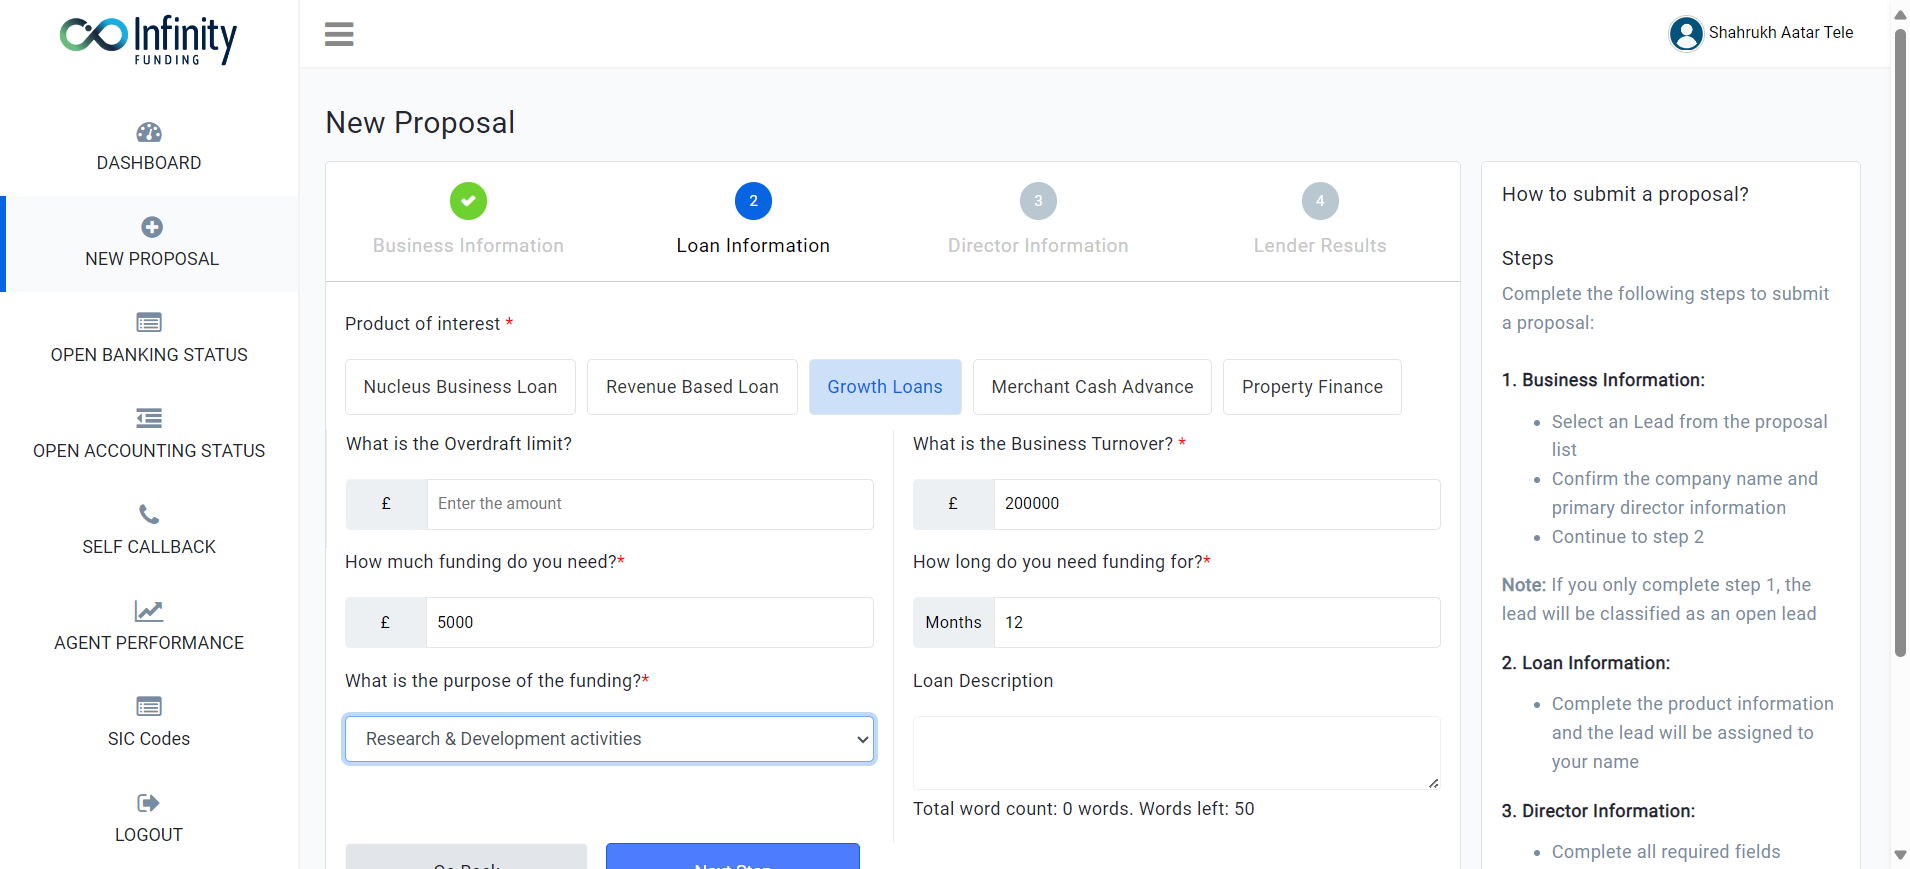 Infinity
FUNDING
Shahrukh Aatar Tele
DASHBOARD
NEW PROPOSAL
OPEN BANKING STATUS
OPEN ACCOUNTING STATUS
SELF CALLBACK
AGENT PERFORMANCE
SIC Codes
LOGOUT
New Proposal
2
3
4
Business Information
Loan Information
Director Information
Lender Results
Product of interest *
Nucleus Business Loan
Revenue Based Loan
Growth Loans
Merchant Cash Advance
Property Finance
What is the Overdraft limit?
What is the Business Turnover? *
£
Enter the amount
£
200000
How much funding do you need?*
How long do you need funding for?*
£
5000
Months
12
What is the purpose of the funding?*
Loan Description
Research & Development activities
Total word count: 0 words. Words left: 50
Go Back
Next Step
How to submit a proposal?
Steps
Complete the following steps to submit
a proposal:
1. Business Information:
• Select an Lead from the proposal
list
• Confirm the company name and
primary director information
• Continue to step 2
Note: If you only complete step 1, the
lead will be classified as an open lead
2. Loan Information:
• Complete the product information
and the lead will be assigned to
your name
3. Director Information:
• Complete all required fields